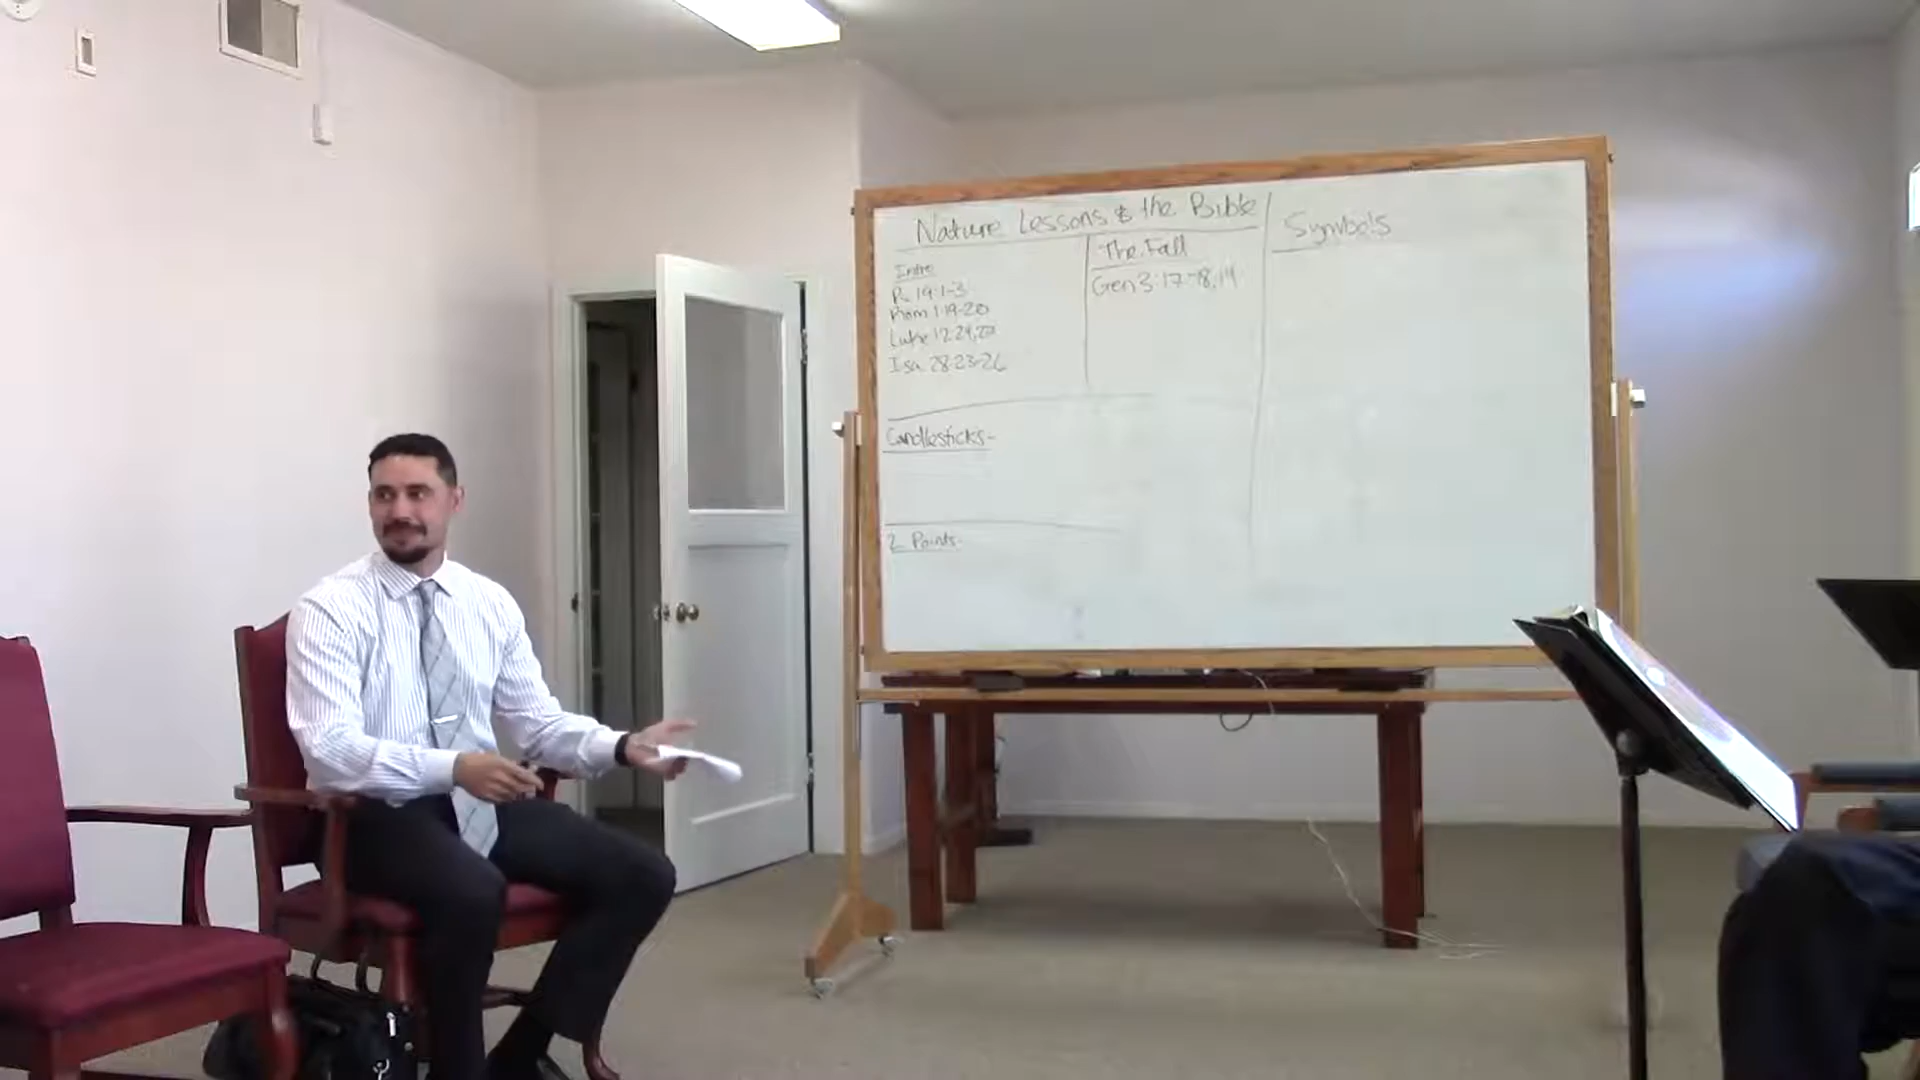 Nature Lessons & the Bible
Symbols
Intro
Ps 19:1-3
Rom 1:19-20
Luke 12:24,27
Isa 28:23-26
The Fall
Gen 3:17-18,19
Candlesticks-
2 Points-